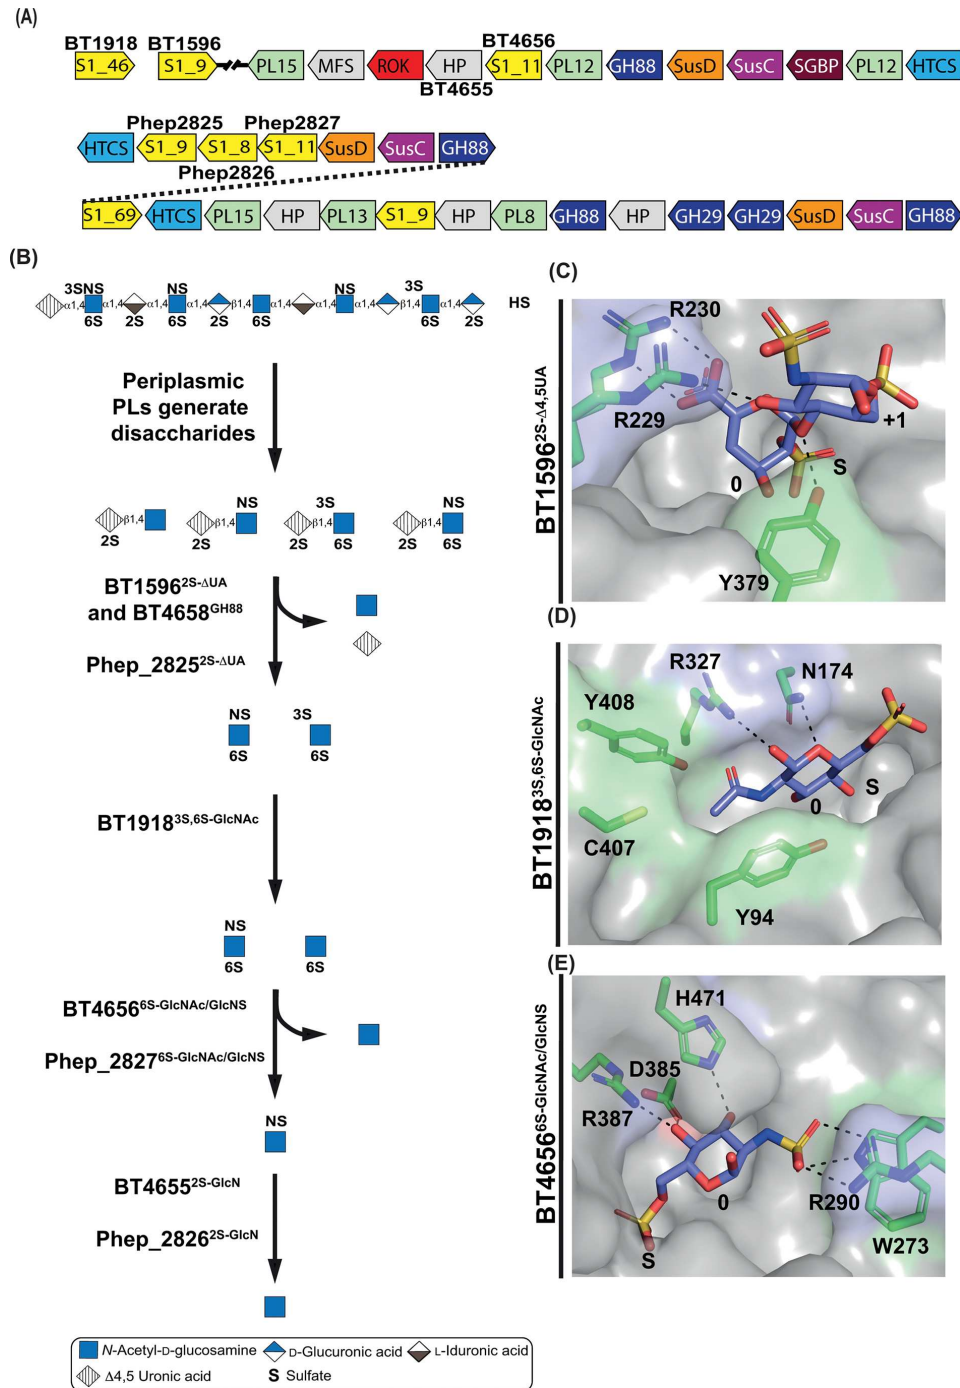 (A)
BT1918 BT1596 BT4656
S1_46 S1_9 PL15 MFS ROK HP S1_11 PL12 GH88 SusD SusC SGBP PL12 HTCS
BT4655
Phep2825 Phep2827
HTCS S1_9 S1_8 S1_11 SusD SusC GH88
Phep2826
S1_69 HTCS PL15 HP PL13 S1_9 HP PL8 GH88 HP GH29 GH29 SusD SusC GH88
(B)
3S NS NS NS 3S
α1,4 α1,4 α1,4 α1,4 β1,4 α1,4 α1,4 α1,4 β1,4 α1,4 HS
6S 2S 6S 2S 6S 2S 6S 2S
Periplasmic
PLs generate
disaccharides
NS 3S NS
β1,4 β1,4 β1,4 β1,4
2S 2S 2S 6S 2S 6S
BT1596 2S-ΔUA
and BT4658 GH88
Phep_2825 2S-ΔUA
NS 3S
6S 6S
BT1918 3S,6S-GlcNAc
NS
6S 6S
BT4656 6S-GlcNAc/GlcNS
Phep_2827 6S-GlcNAc/GlcNS
NS
BT4655 2S-GlcN
Phep_2826 2S-GlcN
N-Acetyl-D-glucosamine D-Glucuronic acid L-Iduronic acid
Δ4,5 Uronic acid S Sulfate
(C)
BT1596 2S-Δ4,5UA
R230
R229
+1
S
0
Y379
(D)
BT1918 3S,6S-GlcNAc
R327 N174
Y408
S
0
C407
Y94
(E)
BT4656 6S-GlcNAc/GlcNS
H471
D385
R387
0
R290
S
W273